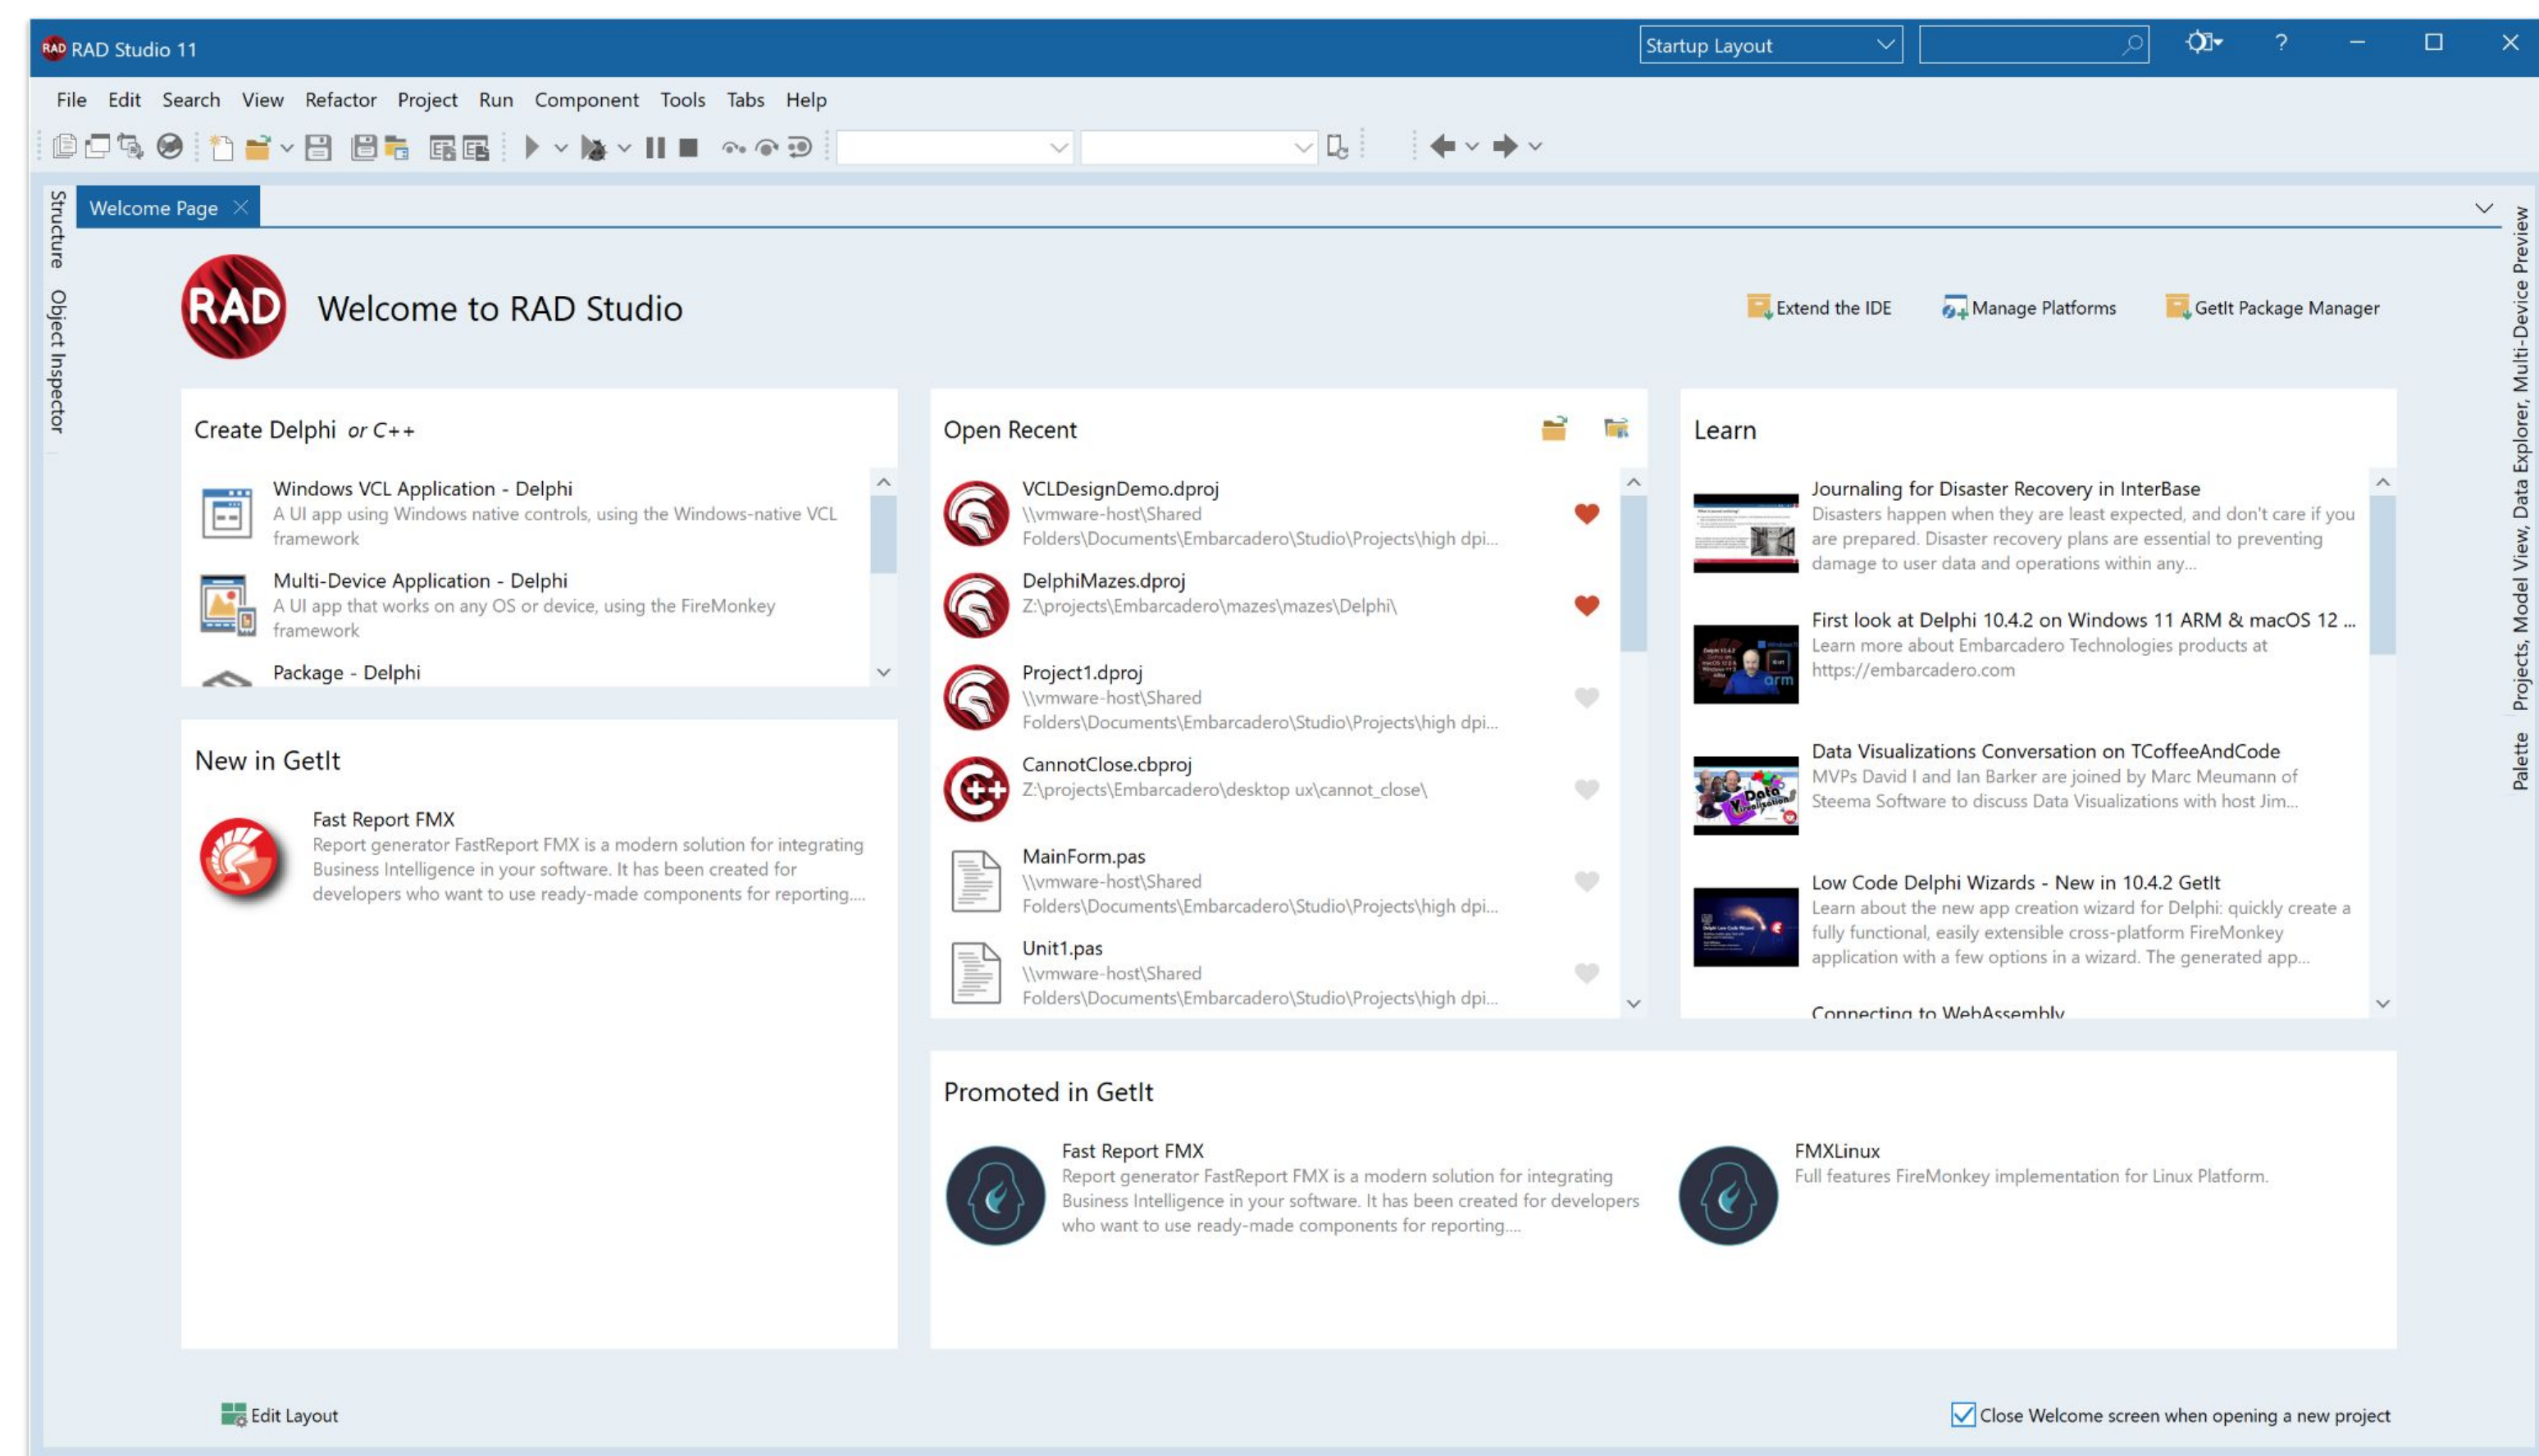 RAD RAD Studio 11
Startup Layout
?
File Edit Search View Refactor Project Run Component Tools Tabs Help
Structure
Object Inspector
Welcome Page
RAD
Welcome to RAD Studio
Extend the IDE
Manage Platforms
GetIt Package Manager
Create Delphi or C++
Windows VCL Application - Delphi
A UI app using Windows native controls, using the Windows-native VCL
framework
Multi-Device Application - Delphi
A UI app that works on any OS or device, using the FireMonkey
framework
Package - Delphi
New in GetIt
Fast Report FMX
Report generator FastReport FMX is a modern solution for integrating
Business Intelligence in your software. It has been created for
developers who want to use ready-made components for reporting....
Open Recent
VCLDesignDemo.dproj
\\vmware-host\Shared
Folders\Documents\Embarcadero\Studio\Projects\high dpi...
DelphiMazes.dproj
Z:\projects\Embarcadero\mazes\mazes\Delphi\
Project1.dproj
\\vmware-host\Shared
Folders\Documents\Embarcadero\Studio\Projects\high dpi...
C++
CannotClose.cbproj
Z:\projects\Embarcadero\desktop ux\cannot_close\
MainForm.pas
\\vmware-host\Shared
Folders\Documents\Embarcadero\Studio\Projects\high dpi...
Unit1.pas
\\vmware-host\Shared
Folders\Documents\Embarcadero\Studio\Projects\high dpi...
Learn
Journaling for Disaster Recovery in InterBase
Disasters happen when they are least expected, and don't care if you
are prepared. Disaster recovery plans are essential to preventing
damage to user data and operations within any...
First look at Delphi 10.4.2 on Windows 11 ARM & macOS 12 ...
Learn more about Embarcadero Technologies products at
https://embarcadero.com
arm
Data Visualizations Conversation on TCoffeeAndCode
MVPs David I and Ian Barker are joined by Marc Meumann of
Steema Software to discuss Data Visualizations with host Jim...
Low Code Delphi Wizards - New in 10.4.2 GetIt
Learn about the new app creation wizard for Delphi: quickly create a
fully functional, easily extensible cross-platform FireMonkey
application with a few options in a wizard. The generated app...
Connecting to WebAssembly
Promoted in GetIt
Fast Report FMX
Report generator FastReport FMX is a modern solution for integrating
Business Intelligence in your software. It has been created for developers
who want to use ready-made components for reporting....
FMXLinux
Full features FireMonkey implementation for Linux Platform.
Edit Layout
Close Welcome screen when opening a new project
Projects, Model View, Data Explorer, Multi-Device Preview
Palette